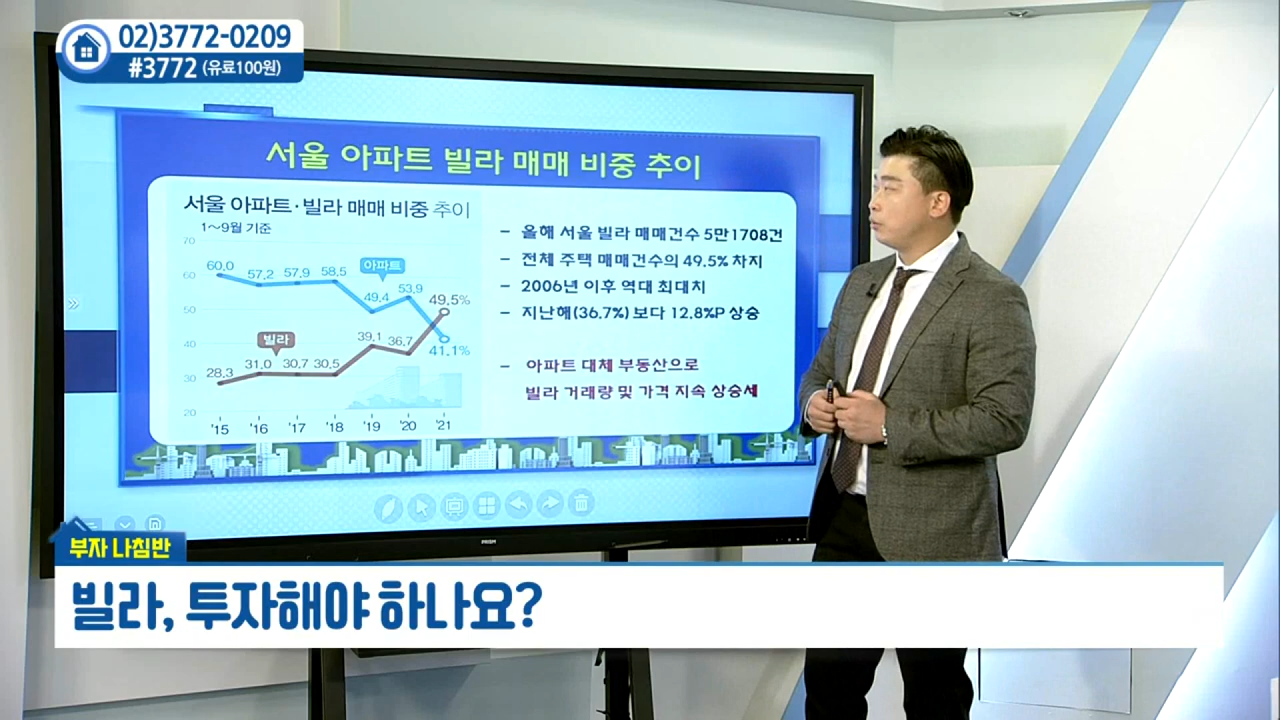 02)3772-0209
#3772 (유료100원)
서울 아파트 빌라 매매 비중 추이
서울 아파트·빌라 매매 비중 추이
1~9월 기준
70
60
50
40
30
20
60.0
57.2
57.9
58.5
아파트
49.4
53.9
49.5%
빌라
28.3
31.0
30.7
30.5
39.1
36.7
41.1%
'15 '16 '17 '18 '19 '20 '21
- 올해 서울 빌라 매매건수 5만1708건
- 전체 주택 매매건수의 49.5% 차지
- 2006년 이후 역대 최대치
- 지난해(36.7%) 보다 12.8%P 상승
- 아파트 대체 부동산으로
빌라 거래량 및 가격 지속 상승세
PRISM
부자 나침반
빌라, 투자해야 하나요?